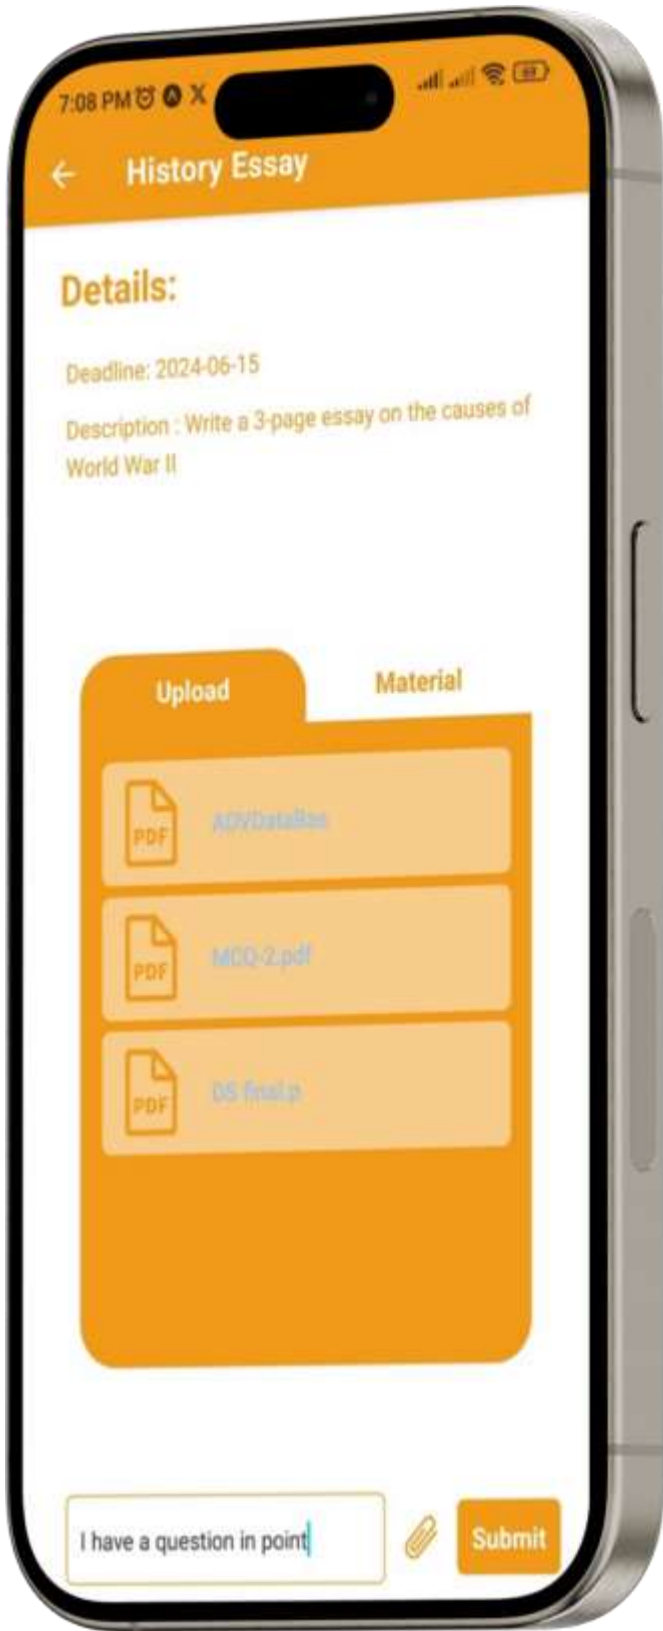 7:08 PM
History Essay
Details:
Deadline: 2024-06-15
Description : Write a 3-page essay on the causes of
World War II
Upload
Material
PDF
ADVDataBas
PDF
MCQ-2.pdf
PDF
DS final.p
I have a question in point
Submit